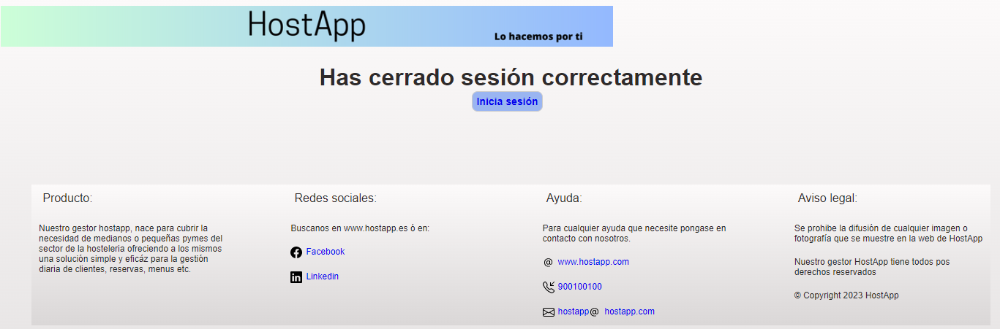 HostApp
Lo hacemos por ti
Has cerrado sesión correctamente
Inicia sesión
Producto:
Nuestro gestor hostapp, nace para cubrir la
necesidad de medianos o pequeñas pymes del
sector de la hosteleria ofreciendo a los mismos
una solución simple y eficáz para la gestión
diaria de clientes, reservas, menus etc.
Redes sociales:
Buscanos en www.hostapp.es ó en:
Facebook
in Linkedin
Ayuda:
Para cualquier ayuda que necesite pongase en
contacto con nosotros.
@ www.hostapp.com
900100100
hostapp@ hostapp.com
Aviso legal:
Se prohibe la difusión de cualquier imagen o
fotografía que se muestre en la web de HostApp
Nuestro gestor HostApp tiene todos pos
derechos reservados
© Copyright 2023 HostApp